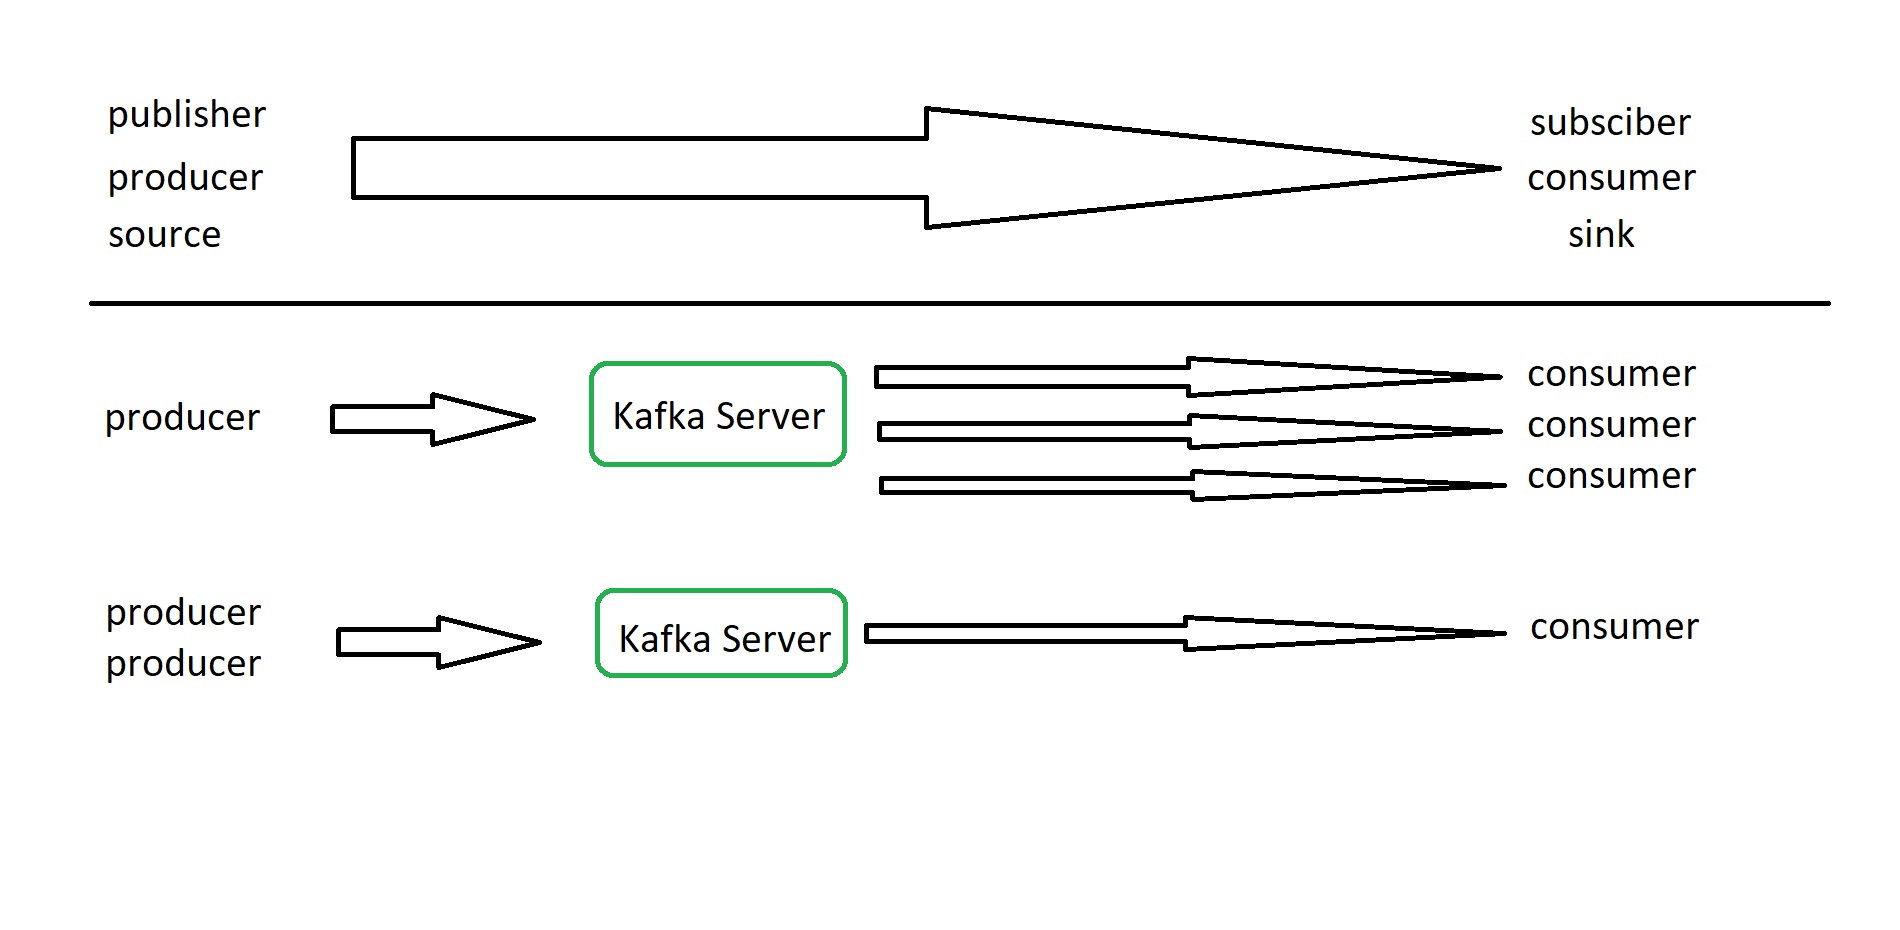 publisher
producer
source
subsciber
consumer
sink
producer
Kafka Server
consumer
consumer
consumer
producer
producer
Kafka Server
consumer